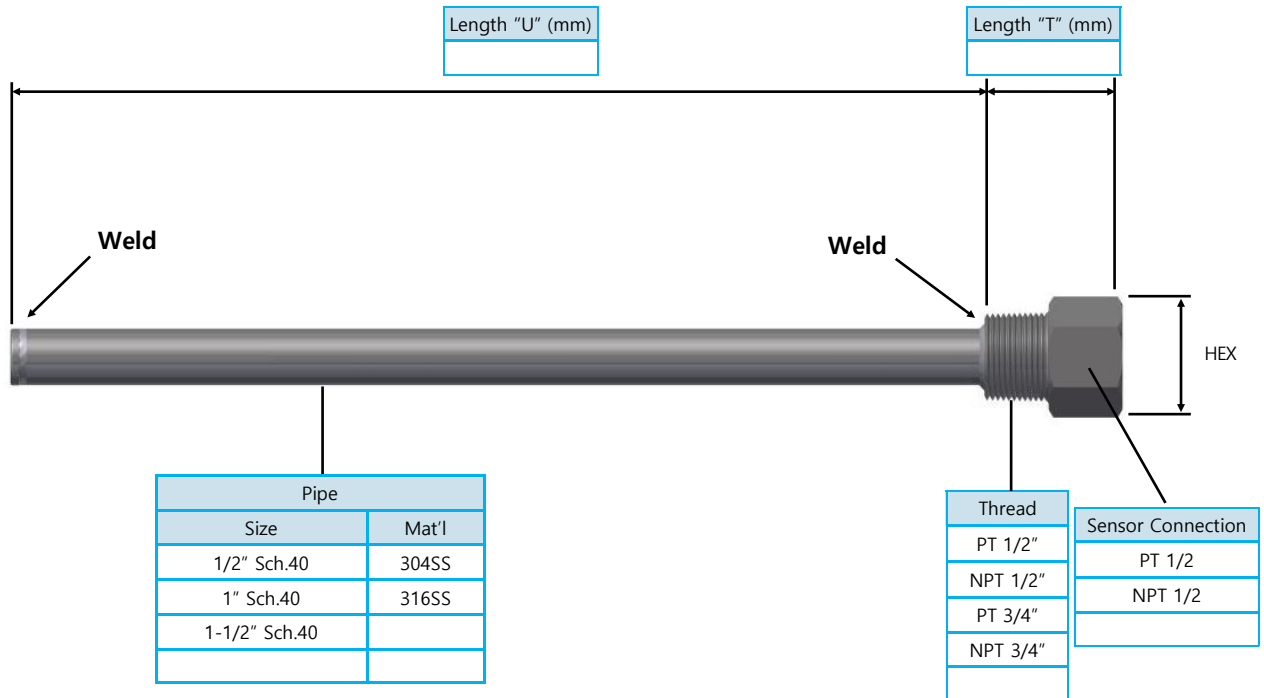 Length "U" (mm)
Length "T" (mm)
Weld
Weld
HEX
Pipe
Size Mat'l
1/2" Sch.40 304SS
1" Sch.40 316SS
1-1/2" Sch.40
Thread
PT 1/2"
NPT 1/2"
PT 3/4"
NPT 3/4"
Sensor Connection
PT 1/2
NPT 1/2